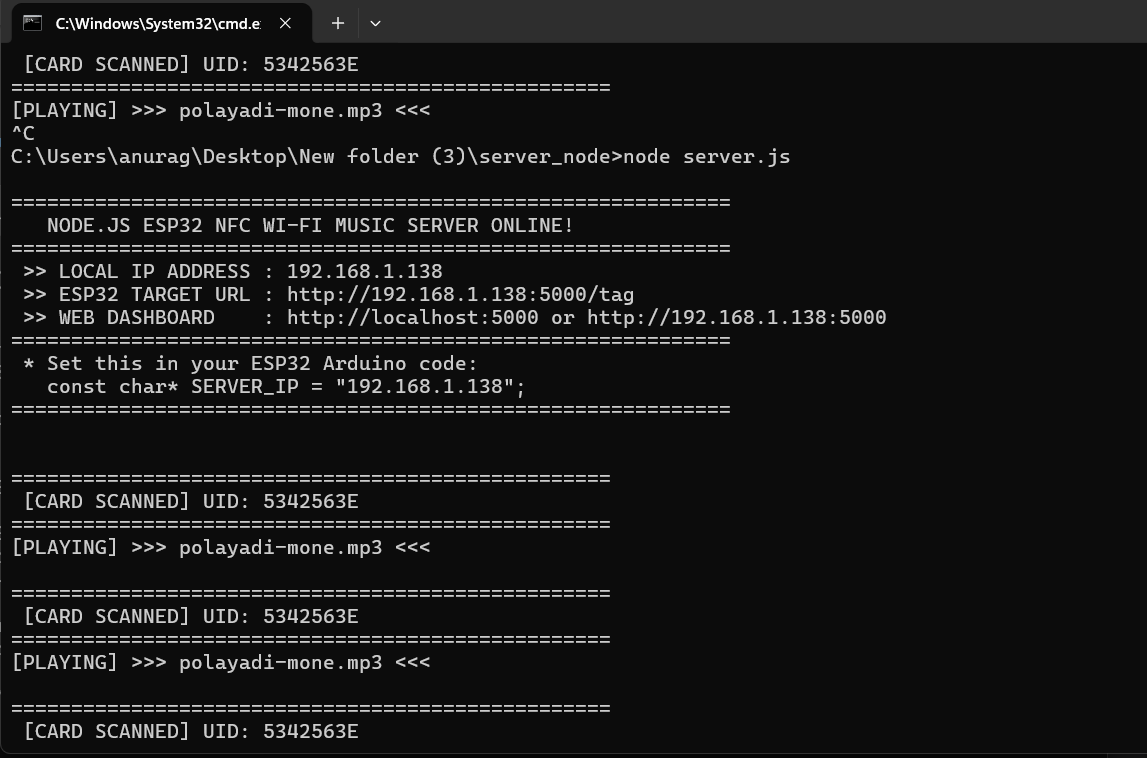 C:\Windows\System32\cmd.e
[CARD SCANNED] UID: 5342563E
==================================================
[PLAYING] >>> polayadi-mone.mp3 <<<
^C
C:\Users\anurag\Desktop\New folder (3)\server_node>node server.js
============================================================
NODE.JS ESP32 NFC WI-FI MUSIC SERVER ONLINE!
============================================================
>> LOCAL IP ADDRESS : 192.168.1.138
>> ESP32 TARGET URL : http://192.168.1.138:5000/tag
>> WEB DASHBOARD    : http://localhost:5000 or http://192.168.1.138:5000
============================================================
* Set this in your ESP32 Arduino code:
const char* SERVER_IP = "192.168.1.138";
============================================================
==================================================
[CARD SCANNED] UID: 5342563E
==================================================
[PLAYING] >>> polayadi-mone.mp3 <<<
==================================================
[CARD SCANNED] UID: 5342563E
==================================================
[PLAYING] >>> polayadi-mone.mp3 <<<
==================================================
[CARD SCANNED] UID: 5342563E